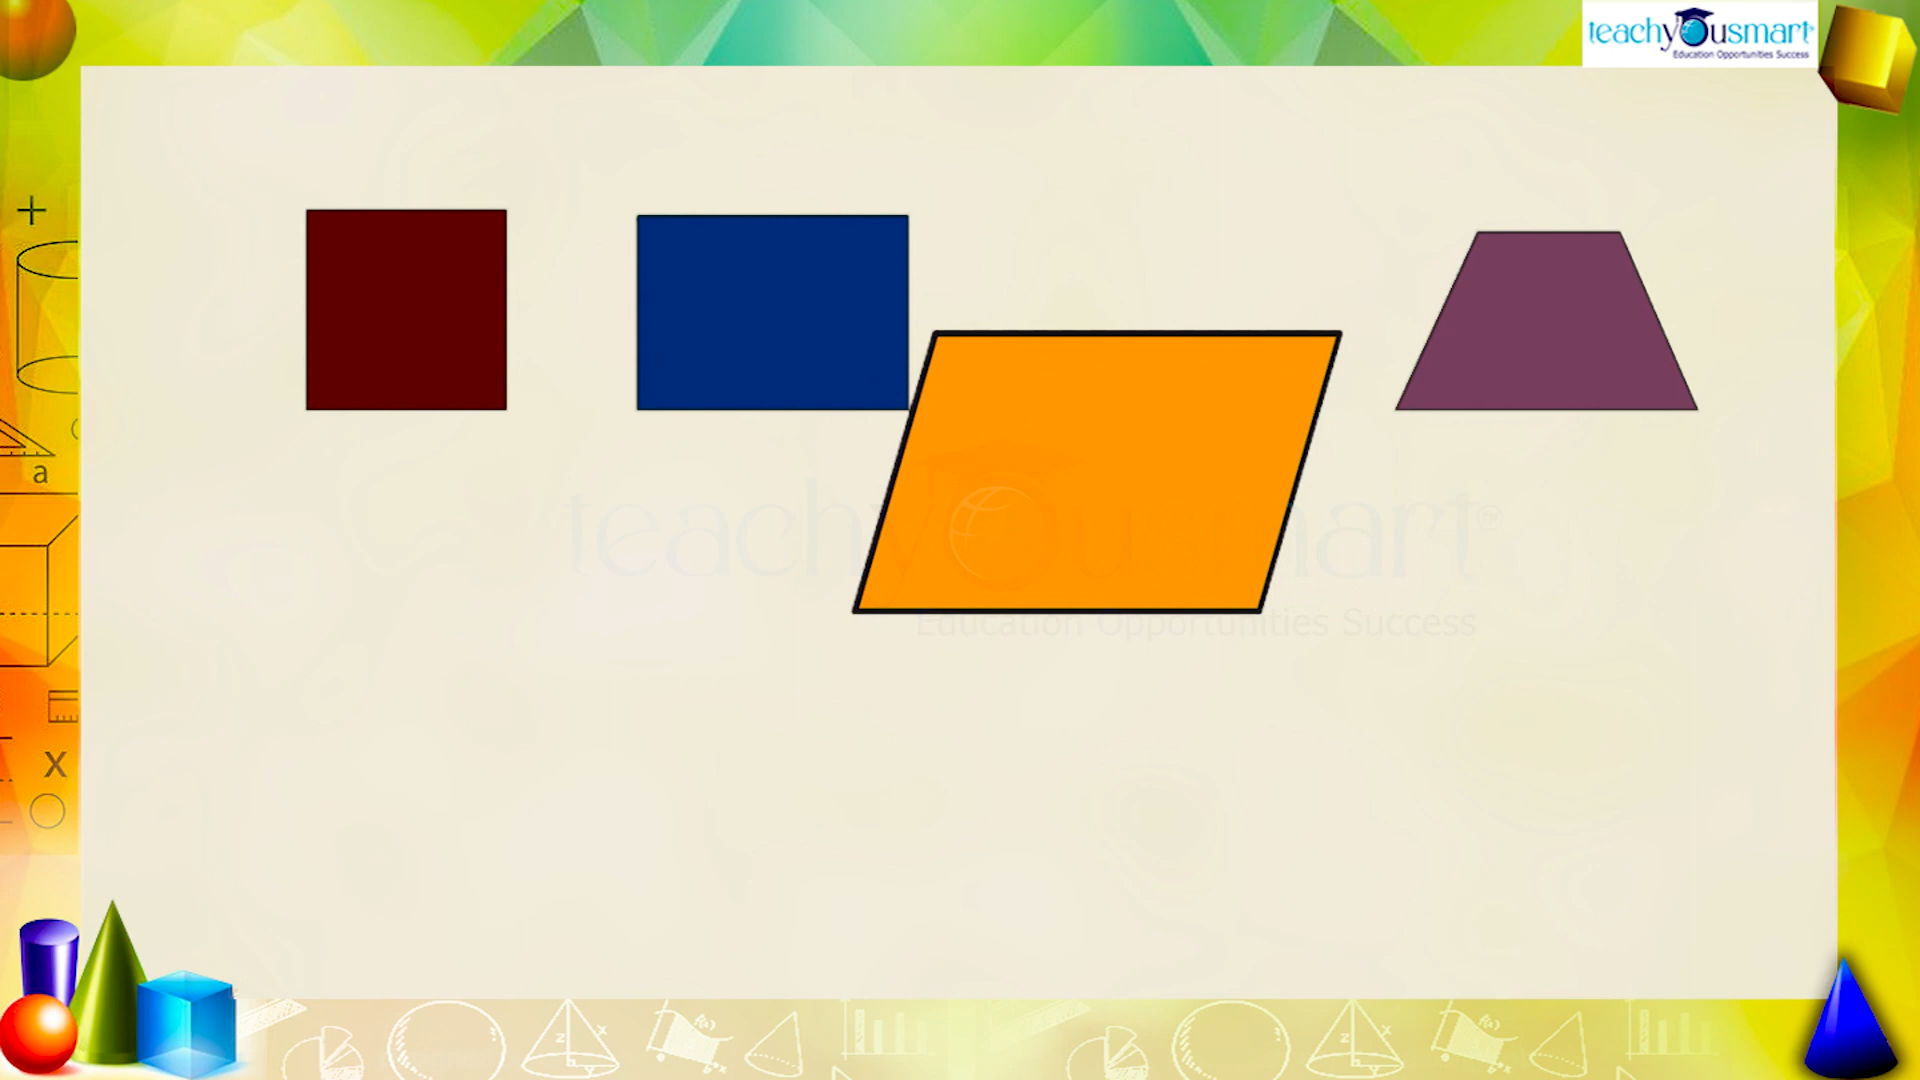 teachyousmart
Education Opportunities Success
+
a
teachyousmart
Education Opportunities Success
x